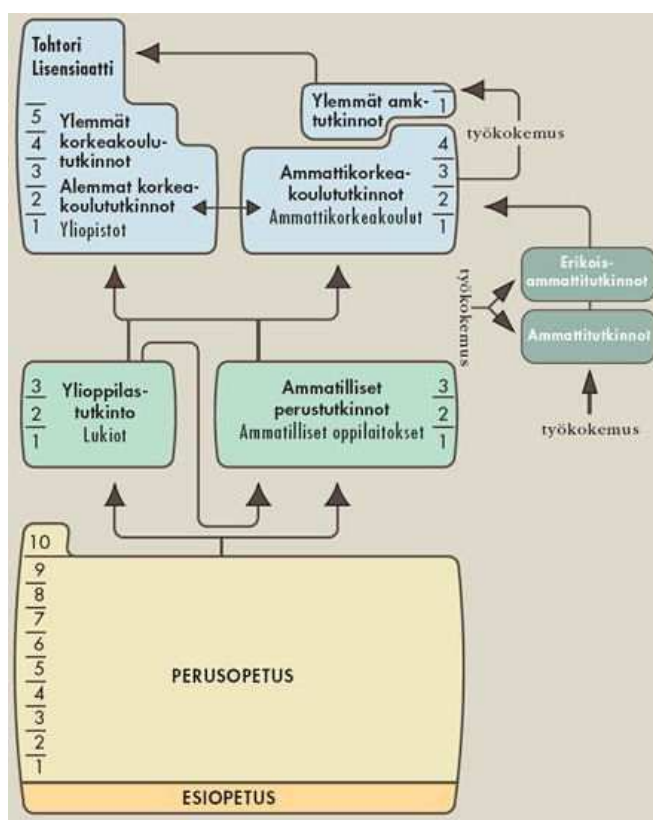 Tohtori
Lisensiaatti
5
4
3
2
1
Ylemmät
korkeakoulu-
tutkinnot
Alemmat korkea-
koulututkinnot
Yliopistot
Ylemmät amk-
tutkinnot
1
työkokemus
Ammattikorkea-
koulututkinnot
Ammattikorkeakoulut
4
3
2
1
Erikois-
ammattitutkinnot
Ammattitutkinnot
työkokemus
työkokemus
3
2
1
Ylioppilas-
tutkinto
Lukiot
Ammatilliset
perustutkinnot
Ammatilliset oppilaitokset
3
2
1
10
9
8
7
6
5
4
3
2
1
PERUSOPETUS
ESIOPETUS